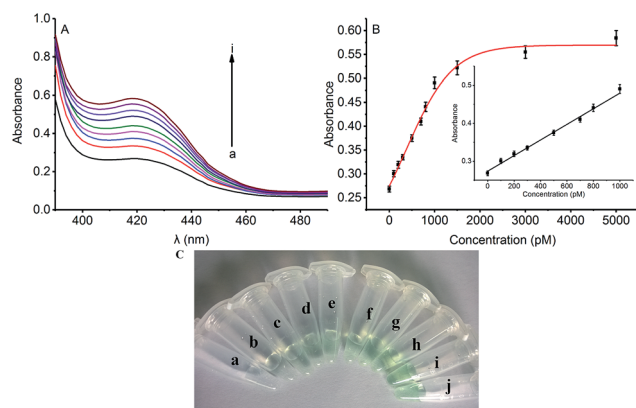 A
i
a
Absorbance
1.0
0.8
0.6
0.4
0.2
0.0
400 420 440 460 480
λ (nm)
B
Absorbance
0.60
0.55
0.50
0.45
0.40
0.35
0.30
0.25
0 1000 2000 3000 4000 5000
Concentration (pM)
Absorbance
0.5
0.4
0.3
0 200 400 600 800 1000
Concentration (pM)
C
a b c d e f g h i j